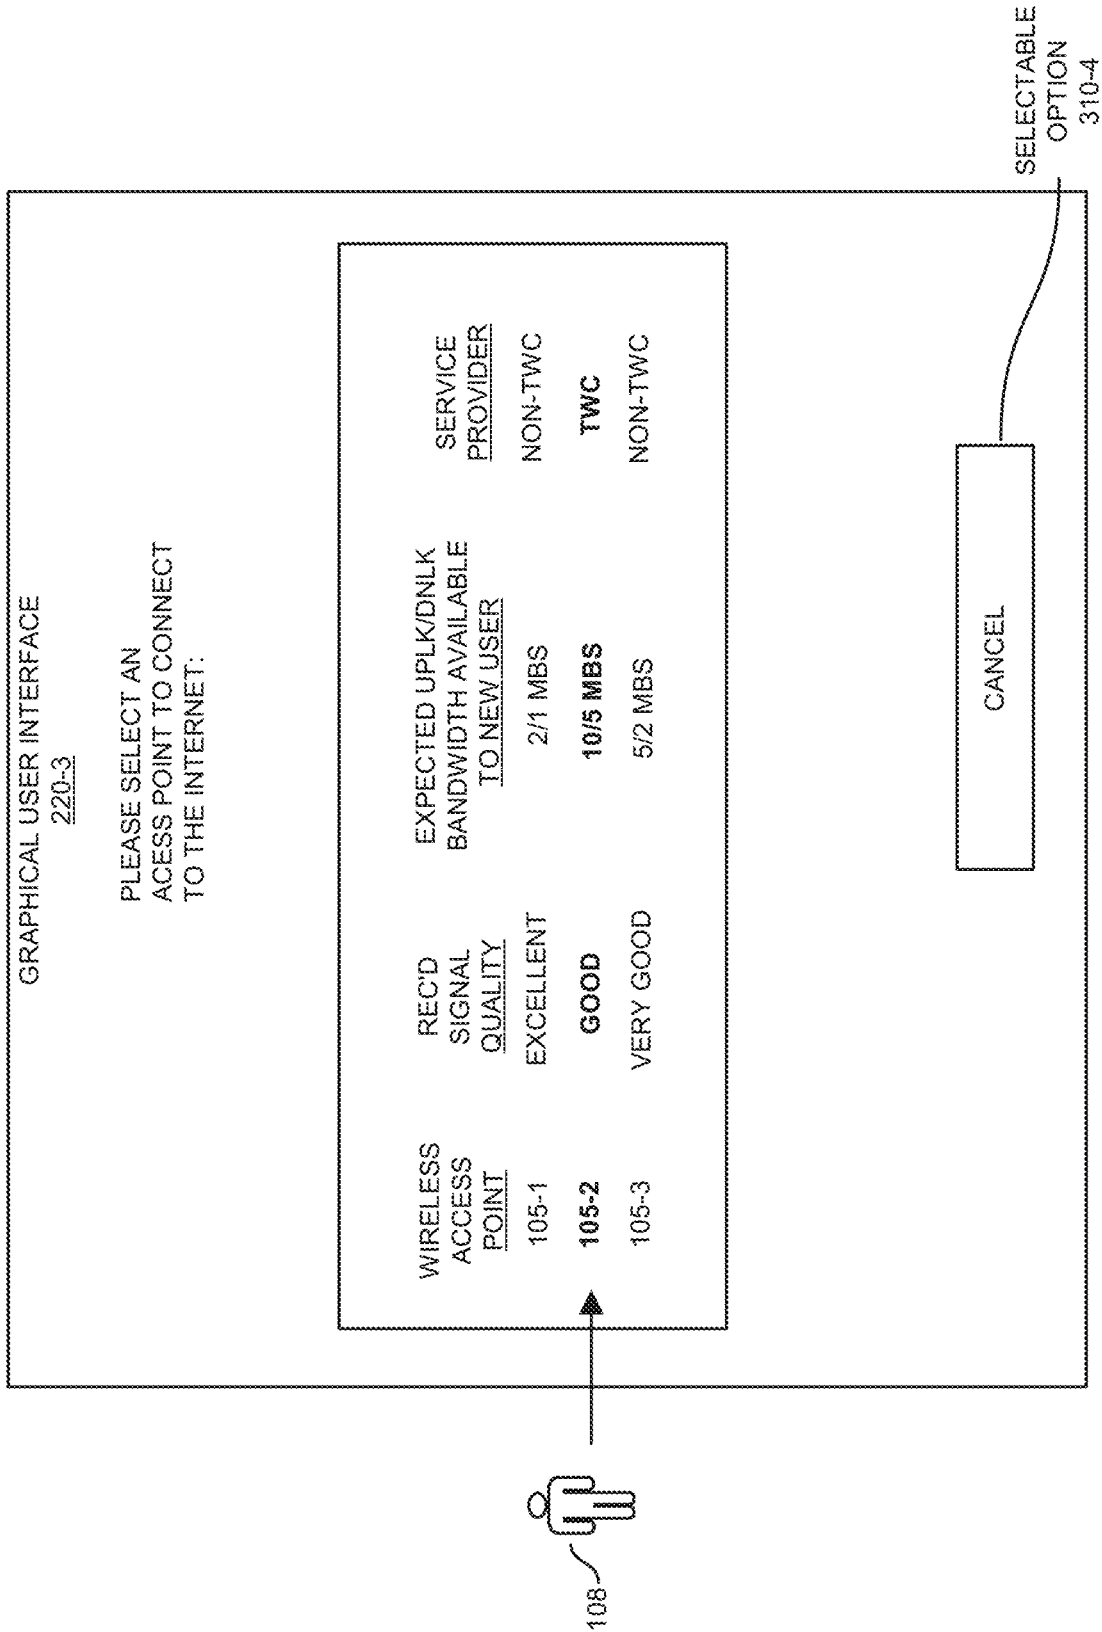 GRAPHICAL USER INTERFACE
220-3
PLEASE SELECT AN
ACESS POINT TO CONNECT
TO THE INTERNET:
WIRELESS
ACCESS
POINT
REC'D
SIGNAL
QUALITY
EXPECTED UPLK/DNLK
BANDWIDTH AVAILABLE
TO NEW USER
SERVICE
PROVIDER
105-1 EXCELLENT 2/1 MBS NON-TWC
105-2 GOOD 10/5 MBS TWC
105-3 VERY GOOD 5/2 MBS NON-TWC
108
CANCEL
SELECTABLE
OPTION
310-4